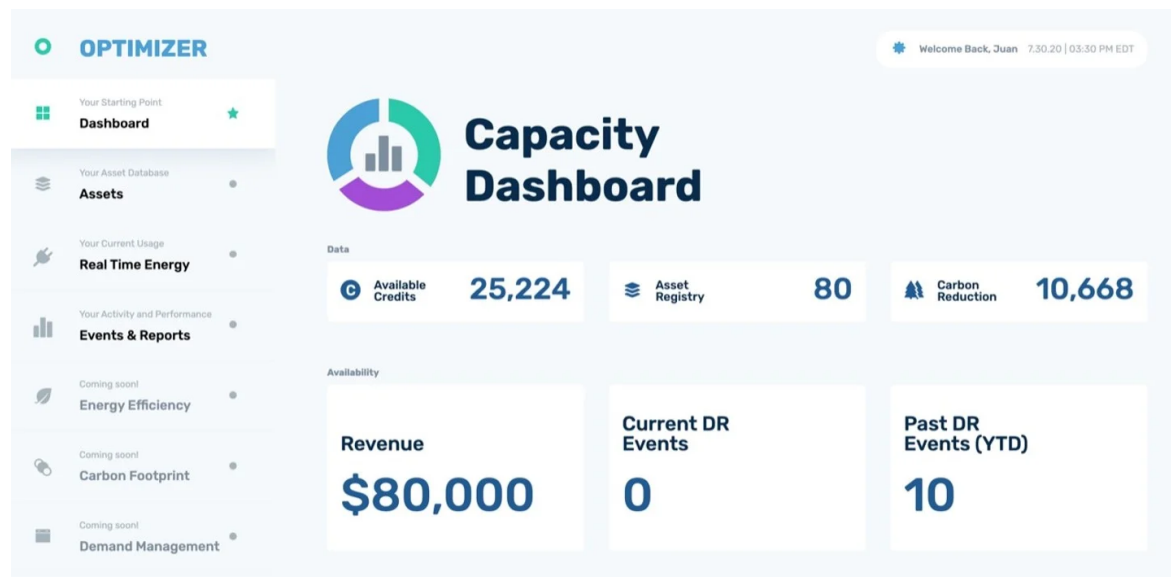 OPTIMIZER
Welcome Back, Juan 7.30.20 | 03:30 PM EDT
Your Starting Point
Dashboard
Your Asset Database
Assets
Your Current Usage
Real Time Energy
Your Activity and Performance
Events & Reports
Coming soon!
Energy Efficiency
Coming soon!
Carbon Footprint
Coming soon!
Demand Management
Capacity
Dashboard
Data
C
Available
Credits
25,224
Asset
Registry
80
Carbon
Reduction
10,668
Availability
Revenue
$80,000
Current DR
Events
0
Past DR
Events (YTD)
10